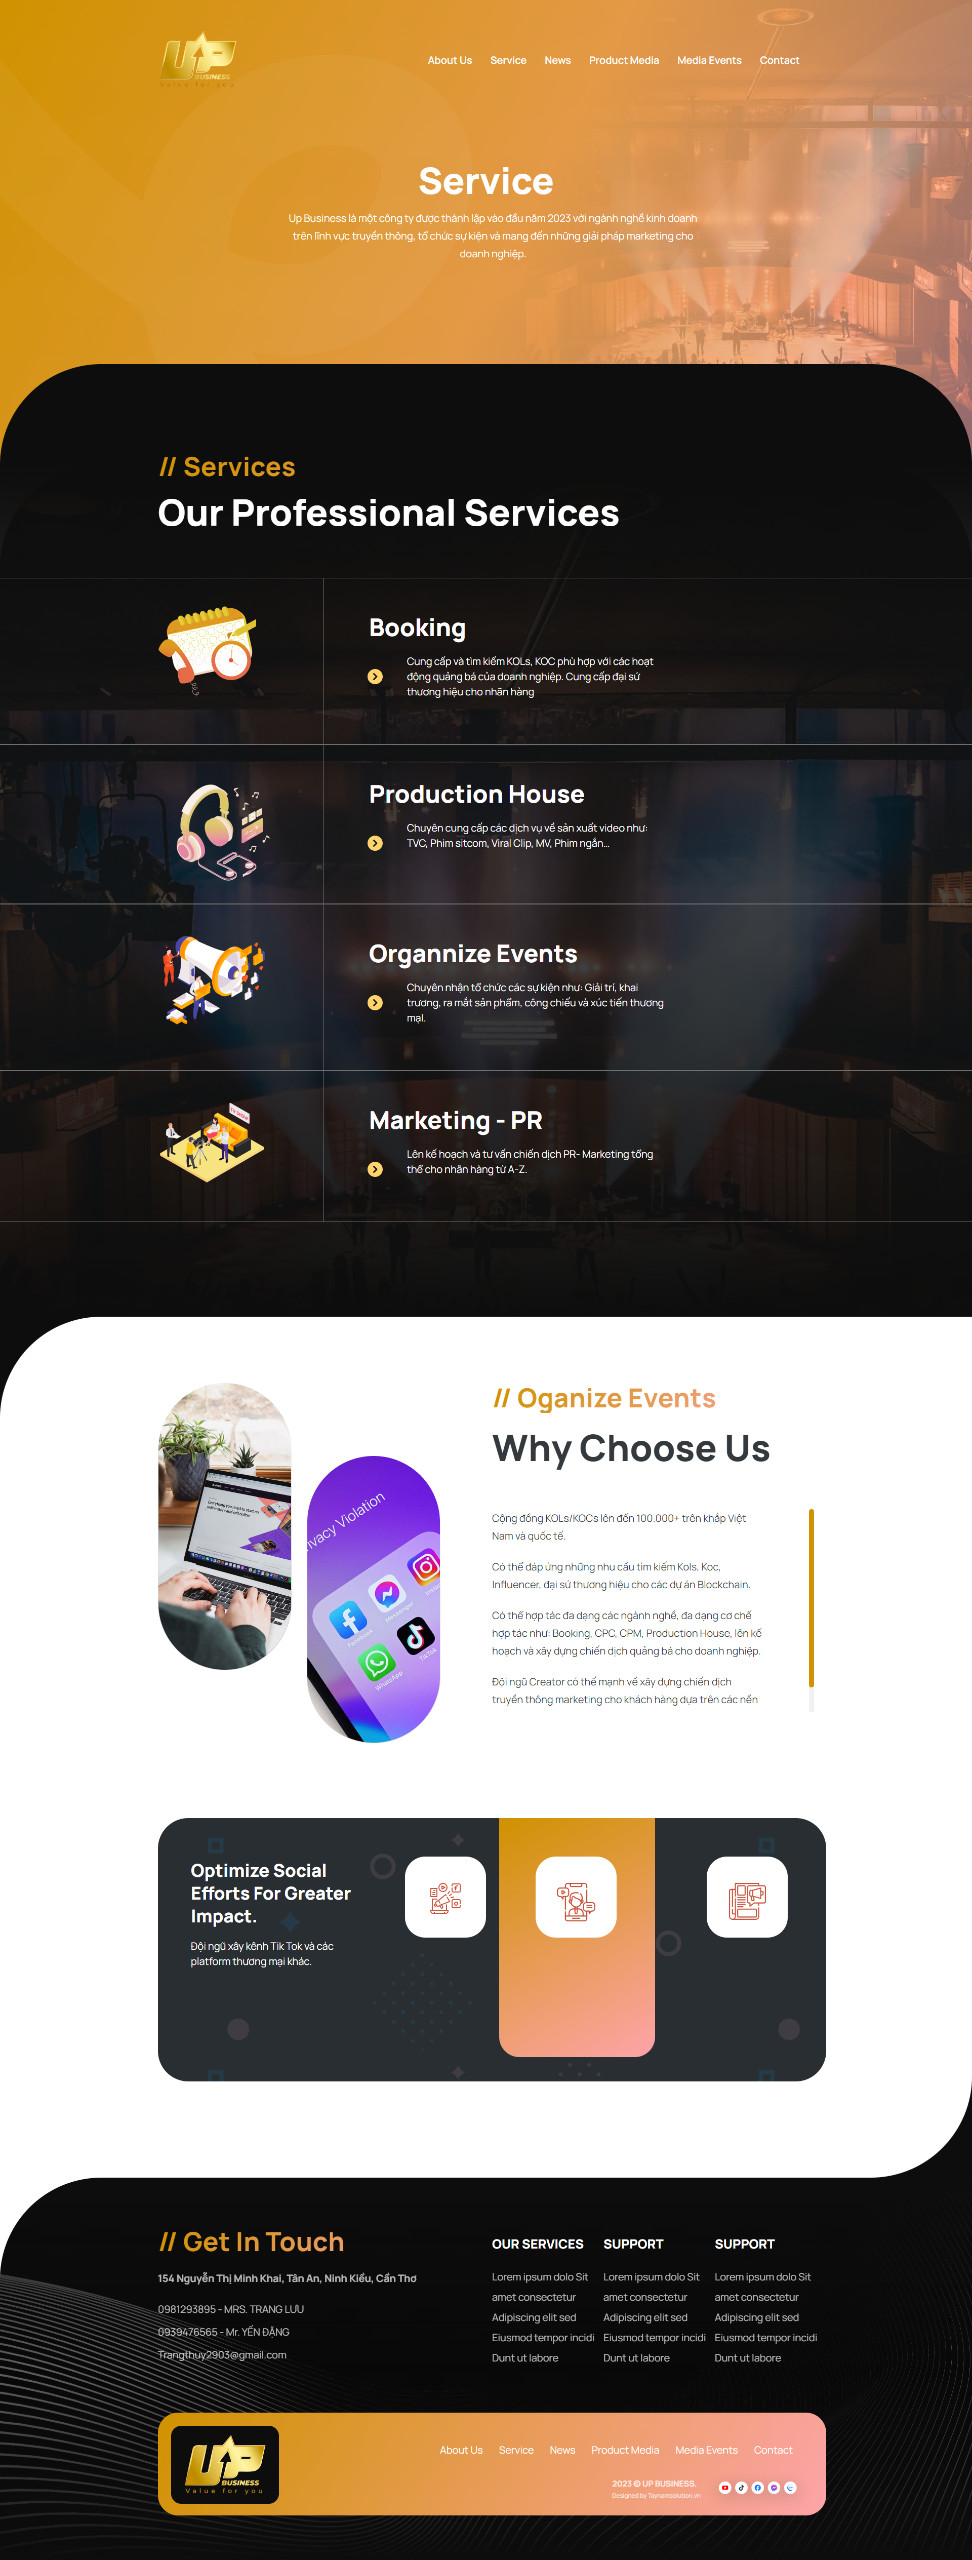 UP
BUSINESS
Value for you
About Us Service News Product Media Media Events Contact
Service
Up Business là một công ty được thành lập vào đầu năm 2023 với ngành nghề kinh doanh
trên lĩnh vực truyền thông, tổ chức sự kiện và mang đến những giải pháp marketing cho
doanh nghiệp.
// Services
Our Professional Services
Booking
Cung cấp và tìm kiếm KOLs, KOC phù hợp với các hoạt
động quảng bá của doanh nghiệp. Cung cấp đại sứ
thương hiệu cho nhãn hàng
Production House
Chuyên cung cấp các dịch vụ về sản xuất video như:
TVC, Phim sitcom, Viral Clip, MV, Phim ngắn...
Organnize Events
Chuyên nhận tổ chức các sự kiện như: Giải trí, khai
trương, ra mắt sản phẩm, công chiếu và xúc tiến thương
mại.
Marketing - PR
Lên kế hoạch và tư vấn chiến dịch PR- Marketing tổng
thể cho nhãn hàng từ A-Z.
// Oganize Events
Why Choose Us
Cộng đồng KOLs/KOCs lên đến 100.000+ trên khắp Việt
Nam và quốc tế.
Có thể đáp ứng những nhu cầu tìm kiếm Kols, Koc,
Influencer, đại sứ thương hiệu cho các dự án Blockchain.
Có thể hợp tác đa dạng các ngành nghề, đa dạng cơ chế
hợp tác như: Booking, CPC, CPM, Production House, lên kế
hoạch và xây dựng chiến dịch quảng bá cho doanh nghiệp.
Đội ngũ Creator có thế mạnh về xây dựng chiến dịch
truyền thông marketing cho khách hàng dựa trên các nền
ivacy Violation
Facebook
Messenger
WhatsApp
TikTok
Optimize Social
Efforts For Greater
Impact.
Đội ngũ xây kênh Tik Tok và các
platform thương mại khác.
// Get In Touch
154 Nguyễn Thị Minh Khai, Tân An, Ninh Kiều, Cần Thơ
0981293895 - MRS. TRANG LƯU
0939476565 - Mr. YẾN ĐẶNG
Trangthuy2903@gmail.com
OUR SERVICES
Lorem ipsum dolo Sit
amet consectetur
Adipiscing elit sed
Eiusmod tempor incidi
Dunt ut labore
SUPPORT
Lorem ipsum dolo Sit
amet consectetur
Adipiscing elit sed
Eiusmod tempor incidi
Dunt ut labore
SUPPORT
Lorem ipsum dolo Sit
amet consectetur
Adipiscing elit sed
Eiusmod tempor incidi
Dunt ut labore
UP
BUSINESS
Value for you
About Us Service News Product Media Media Events Contact
2023 © UP BUSINESS.
Designed by Taynamsolution.vn